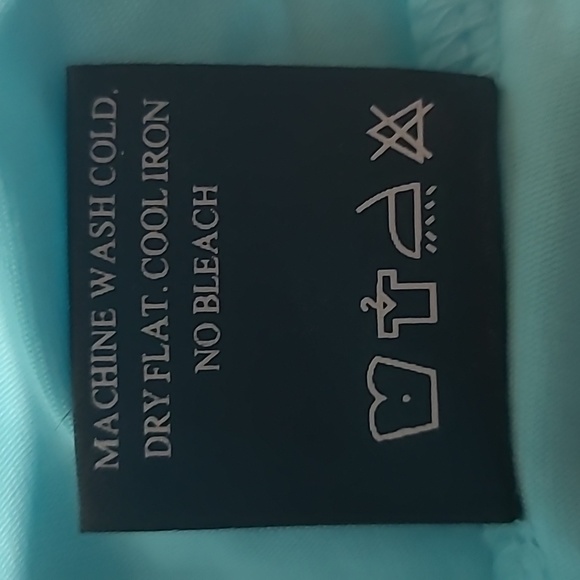 MACHINE WASH COLD.
DRY FLAT. COOL IRON
NO BLEACH